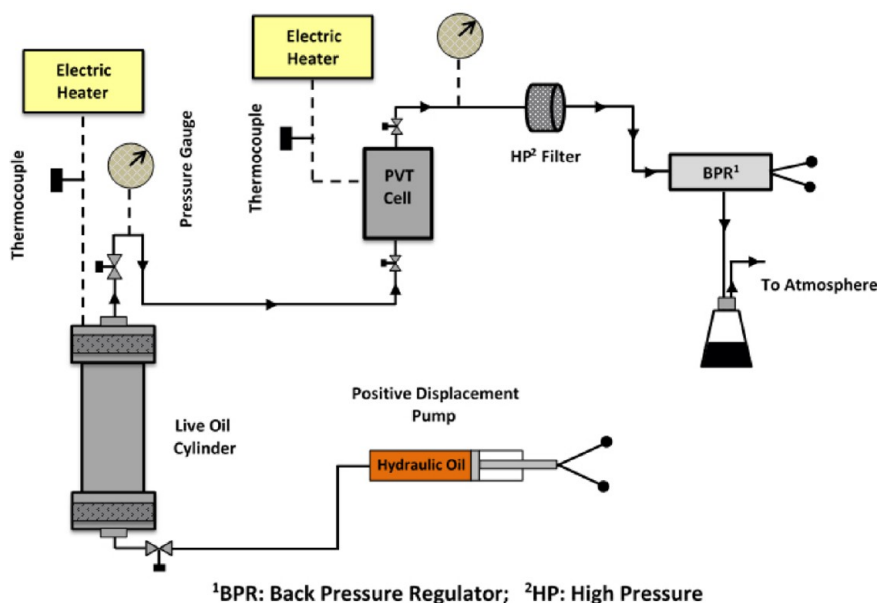 Electric
Heater
Electric
Heater
Thermocouple
Pressure Gauge
Thermocouple
PVT
Cell
HP² Filter
BPR¹
To Atmosphere
Live Oil
Cylinder
Positive Displacement
Pump
Hydraulic Oil
¹BPR: Back Pressure Regulator; ²HP: High Pressure